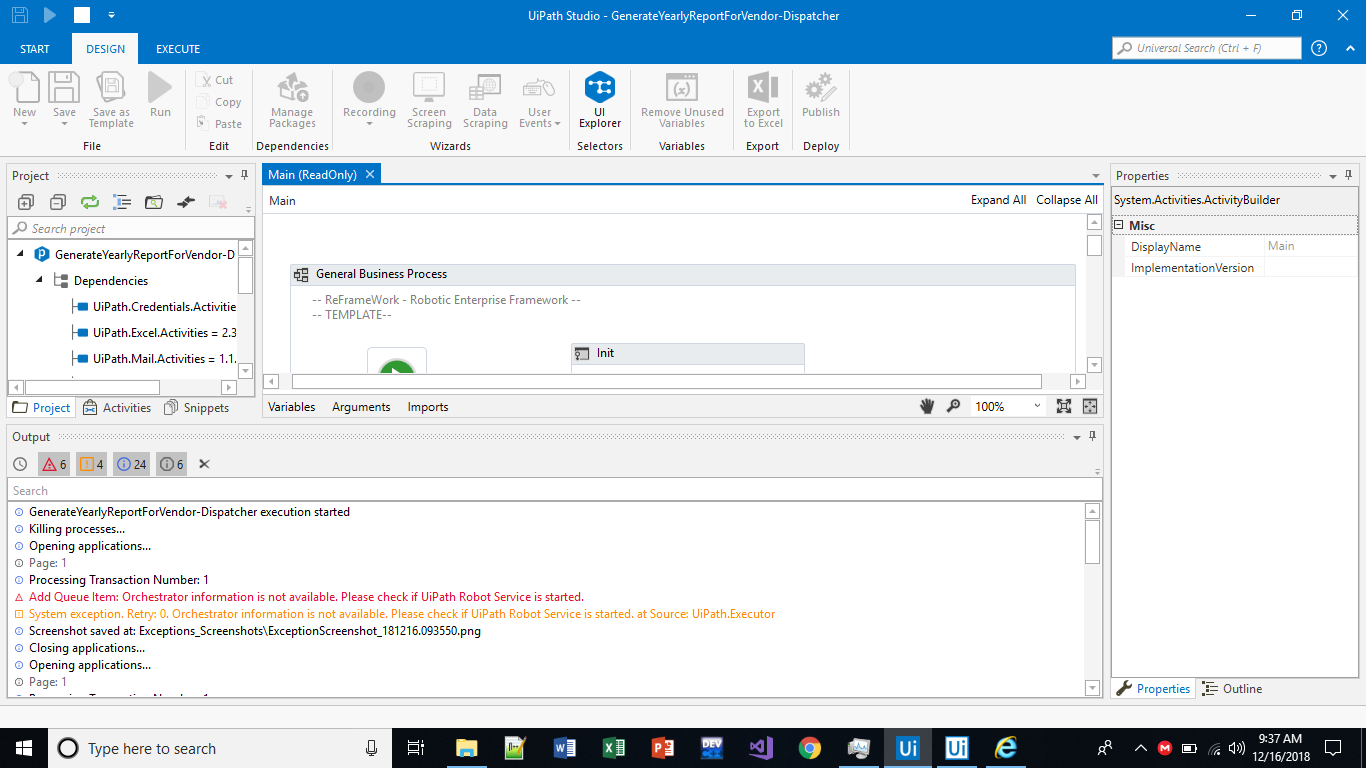 UiPath Studio - GenerateYearlyReportForVendor-Dispatcher
START DESIGN EXECUTE
Universal Search (Ctrl + F)
New Save Save as Template Run
Cut
Copy
Paste
Manage Packages
Recording Screen Scraping Data Scraping User Events
UI Explorer
Remove Unused Variables
Export to Excel
Publish
File Edit Dependencies Wizards Selectors Variables Export Deploy
Project
Search project
GenerateYearlyReportForVendor-D
Dependencies
UiPath.Credentials.Activitie
UiPath.Excel.Activities = 2.3
UiPath.Mail.Activities = 1.1.
Project Activities Snippets
Main (ReadOnly)
Main
Expand All Collapse All
General Business Process
-- ReFrameWork - Robotic Enterprise Framework --
-- TEMPLATE--
Init
Variables Arguments Imports
100%
Properties
System.Activities.ActivityBuilder
Misc
DisplayName Main
ImplementationVersion
Properties Outline
Output
6 4 24 6
Search
GenerateYearlyReportForVendor-Dispatcher execution started
Killing processes...
Opening applications...
Page: 1
Processing Transaction Number: 1
Add Queue Item: Orchestrator information is not available. Please check if UiPath Robot Service is started.
System exception. Retry: 0. Orchestrator information is not available. Please check if UiPath Robot Service is started. at Source: UiPath.Executor
Screenshot saved at: Exceptions_Screenshots\ExceptionScreenshot_181216.093550.png
Closing applications...
Opening applications...
Page: 1
Type here to search
DEV
Ui
Ui
9:37 AM
12/16/2018